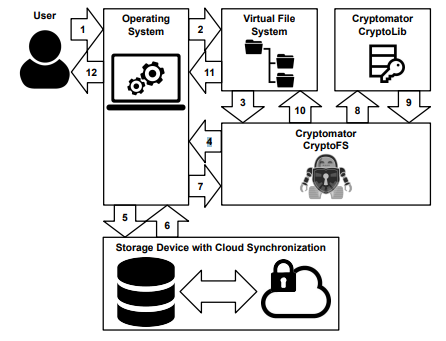 User
Operating
System
Virtual File
System
Cryptomator
CryptoLib
1
2
12
11
3
10
8
9
4
7
Cryptomator
CryptoFS
5
6
Storage Device with Cloud Synchronization